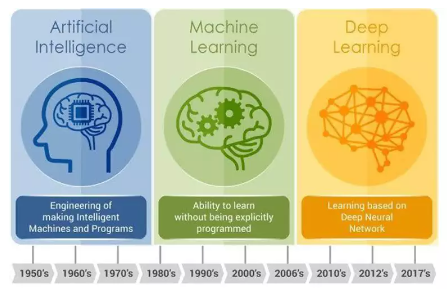 Artificial
Intelligence
Machine
Learning
Deep
Learning
Engineering of
making Intelligent
Machines and Programs
Ability to learn
without being explicitly
programmed
Learning based on
Deep Neural
Network
1950's 1960's 1970's 1980's 1990's 2000's 2006's 2010's 2012's 2017's